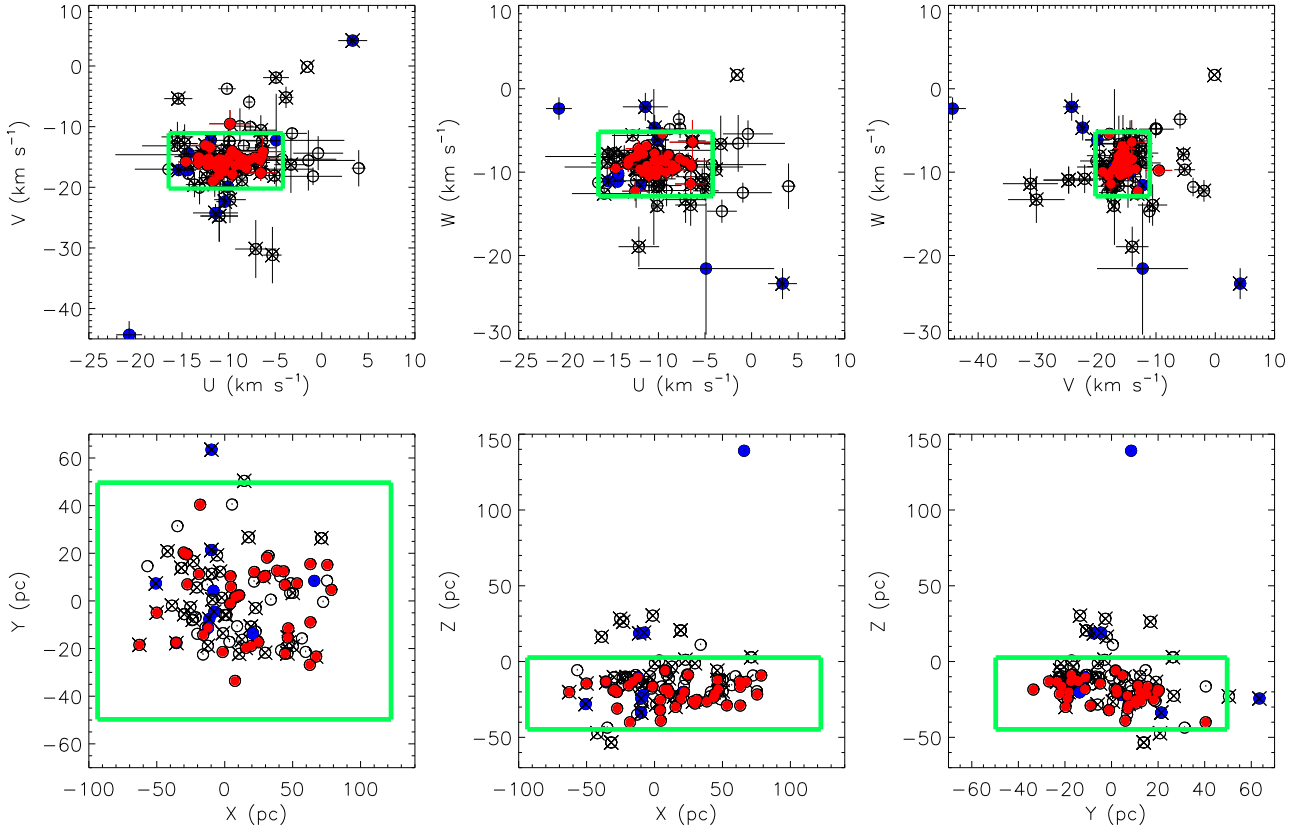 10
0
−10
−20
−30
−40
V (km s⁻¹)
−25 −20 −15 −10 −5 0 5 10
U (km s⁻¹)
10
0
−10
−20
−30
W (km s⁻¹)
−25 −20 −15 −10 −5 0 5 10
U (km s⁻¹)
10
0
−10
−20
−30
W (km s⁻¹)
−40 −30 −20 −10 0 10
V (km s⁻¹)
60
40
20
0
−20
−40
−60
Y (pc)
−100 −50 0 50 100
X (pc)
150
100
50
0
−50
Z (pc)
−100 −50 0 50 100
X (pc)
150
100
50
0
−50
Z (pc)
−60 −40 −20 0 20 40 60
Y (pc)